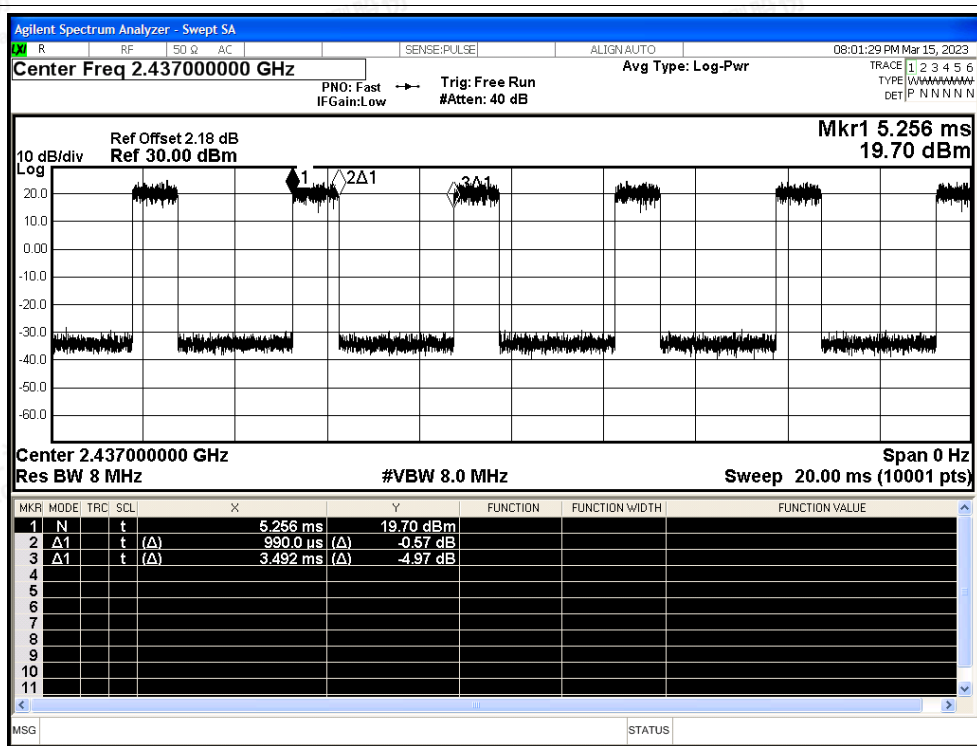 Agilent Spectrum Analyzer - Swept SA
LXI R RF 50 Ω AC SENSE:PULSE ALIGN AUTO 08:01:29 PM Mar 15, 2023
Center Freq 2.437000000 GHz Avg Type: Log-Pwr TRACE 1 2 3 4 5 6
PNO: Fast Trig: Free Run TYPE WWWWWW
IFGain:Low #Atten: 40 dB DET P N N N N N
Mkr1 5.256 ms
Ref Offset 2.18 dB
10 dB/div Ref 30.00 dBm 19.70 dBm
Log
1 2Δ1 3Δ1
20.0
10.0
0.00
-10.0
-20.0
-30.0
-40.0
-50.0
-60.0
Center 2.437000000 GHz Span 0 Hz
Res BW 8 MHz #VBW 8.0 MHz Sweep 20.00 ms (10001 pts)
MKR MODE TRC SCL X Y FUNCTION FUNCTION WIDTH FUNCTION VALUE
1 N t 5.256 ms 19.70 dBm
2 Δ1 t (Δ) 990.0 µs (Δ) -0.57 dB
3 Δ1 t (Δ) 3.492 ms (Δ) -4.97 dB
4
5
6
7
8
9
10
11
MSG STATUS